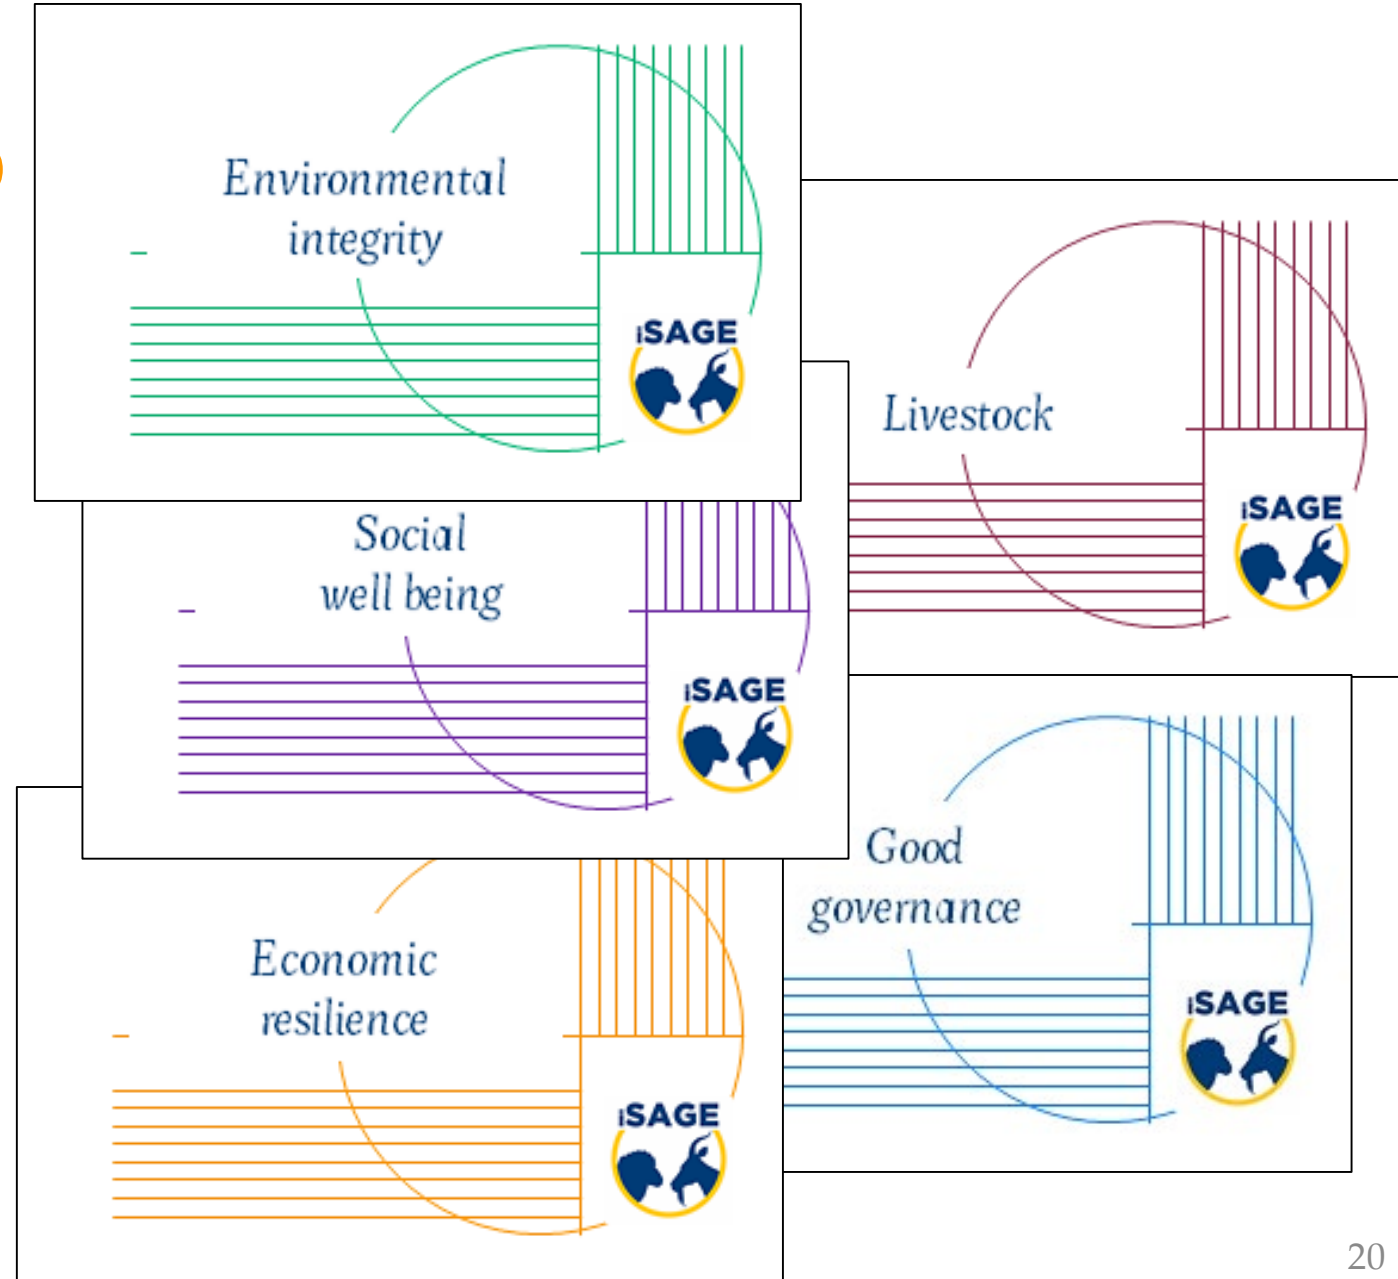 Environmental
integrity
iSAGE
Livestock
iSAGE
Social
well being
iSAGE
Good
governance
iSAGE
Economic
resilience
iSAGE
20